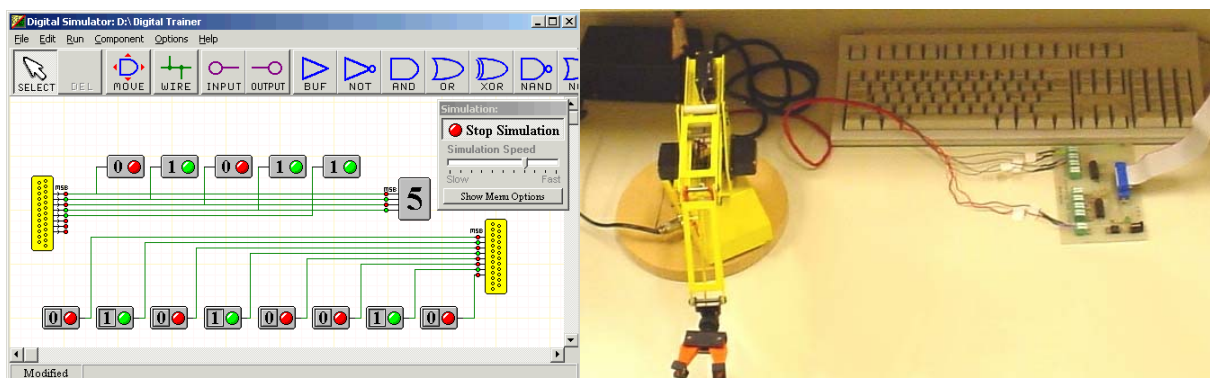 Digital Simulator: D:\ Digital Trainer
File Edit Run Component Options Help
SELECT DEL MOVE WIRE INPUT OUTPUT BUF NOT AND OR XOR NAND
Simulation:
Stop Simulation
Simulation Speed
Slow Fast
Show Menu Options
0 1 0 1 1
MSB MSB
5
MSB
0 1 0 1 0 0 1 0
Modified